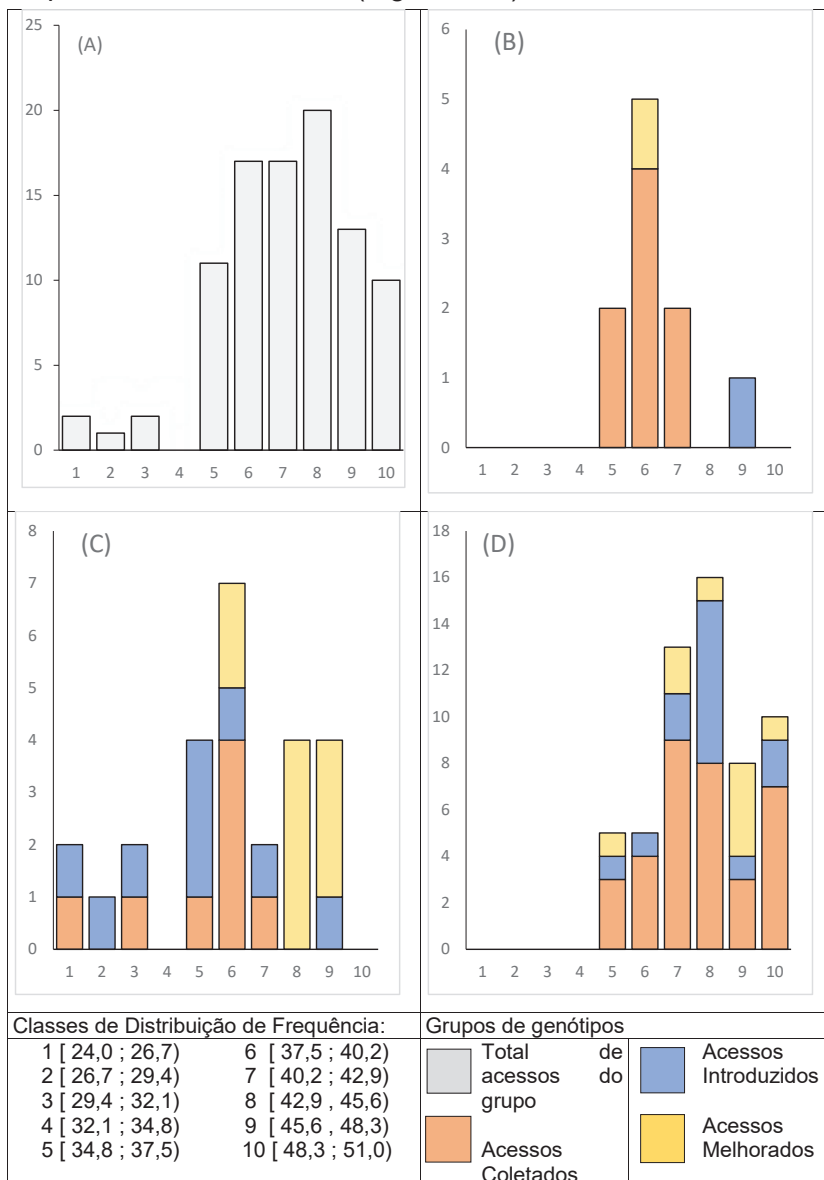 (A)
25
20
15
10
5
0
1 2 3 4 5 6 7 8 9 10
(B)
6
5
4
3
2
1
0
1 2 3 4 5 6 7 8 9 10
(C)
8
7
6
5
4
3
2
1
0
1 2 3 4 5 6 7 8 9 10
(D)
18
16
14
12
10
8
6
4
2
0
1 2 3 4 5 6 7 8 9 10
Classes de Distribuição de Frequência:
1 [ 24,0 ; 26,7)
2 [ 26,7 ; 29,4)
3 [ 29,4 ; 32,1)
4 [ 32,1 ; 34,8)
5 [ 34,8 ; 37,5)
6 [ 37,5 ; 40,2)
7 [ 40,2 ; 42,9)
8 [ 42,9 , 45,6)
9 [ 45,6 , 48,3)
10 [ 48,3 ; 51,0)
Grupos de genótipos
Total de
acessos do
grupo
Acessos
Coletados
Acessos
Introduzidos
Acessos
Melhorados